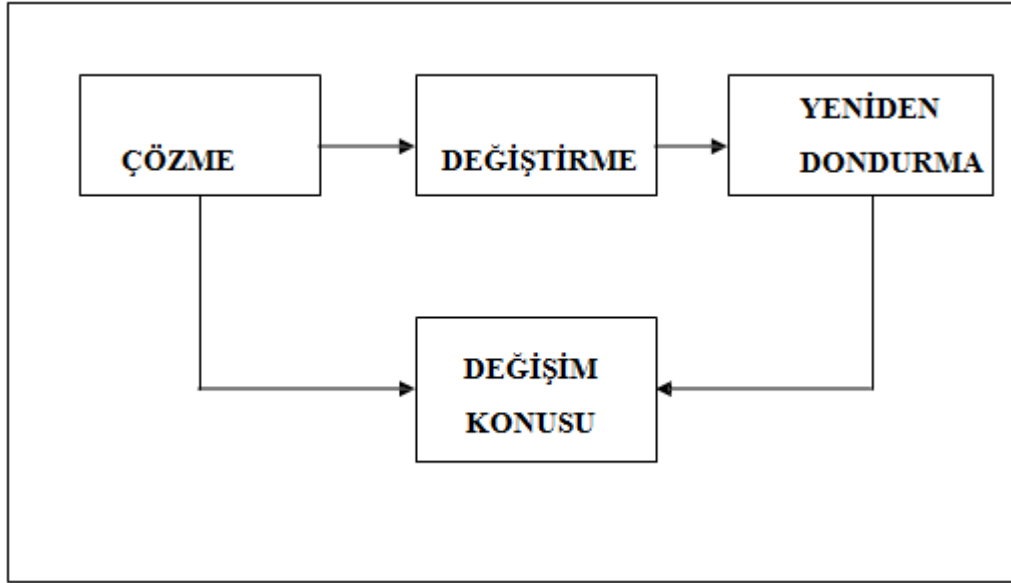 ÇÖZME
DEĞİŞTİRME
YENİDEN
DONDURMA
DEĞİŞİM
KONUSU